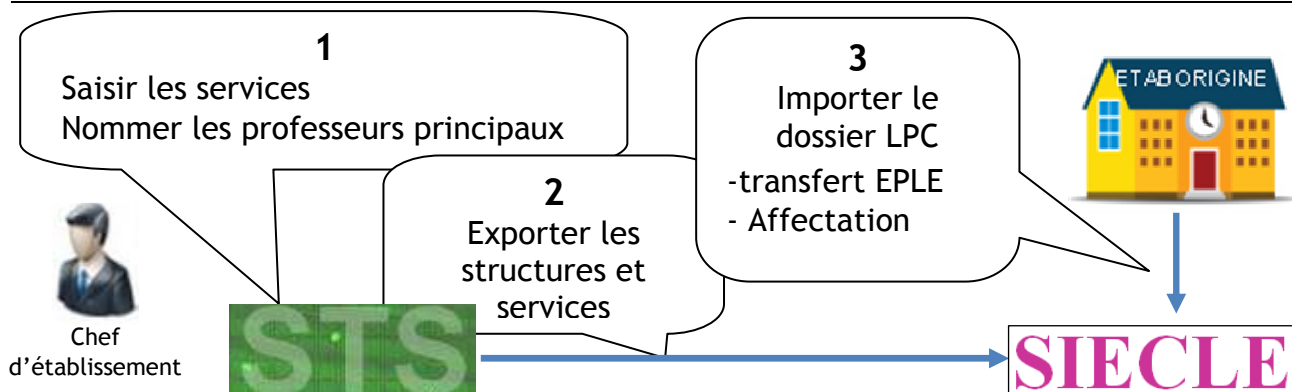 1
Saisir les services
Nommer les professeurs principaux
2
Exporter les
structures et
services
3
Importer le
dossier LPC
-transfert EPLE
- Affectation
ETAB ORIGINE
Chef
d’établissement
STS
SIECLE